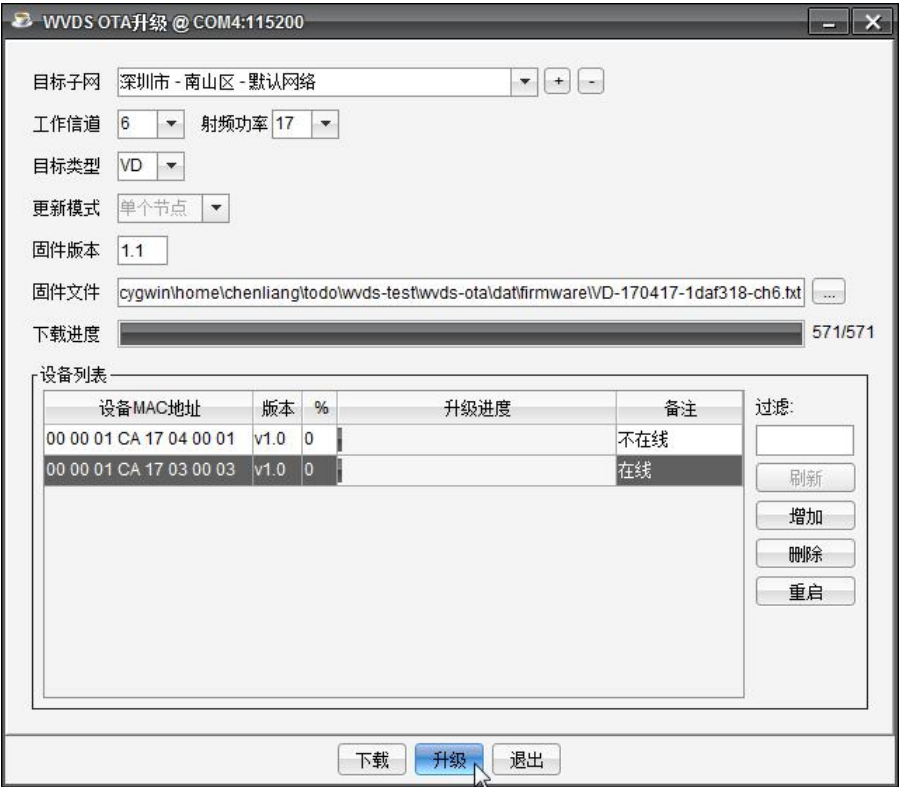 WVDS OTA升级 @ COM4:115200
目标子网 深圳市 - 南山区 - 默认网络 + -
工作信道 6 射频功率 17
目标类型 VD
更新模式 单个节点
固件版本 1.1
固件文件 cygwin\home\chenliang\todo\wvds-test\wvds-ota\dat\firmware\VD-170417-1daf318-ch6.txt ...
下载进度 571/571
设备列表
设备MAC地址 版本 % 升级进度 备注 过滤:
00 00 01 CA 17 04 00 01 v1.0 0 不在线
00 00 01 CA 17 03 00 03 v1.0 0 在线
刷新
增加
删除
重启
下载 升级 退出